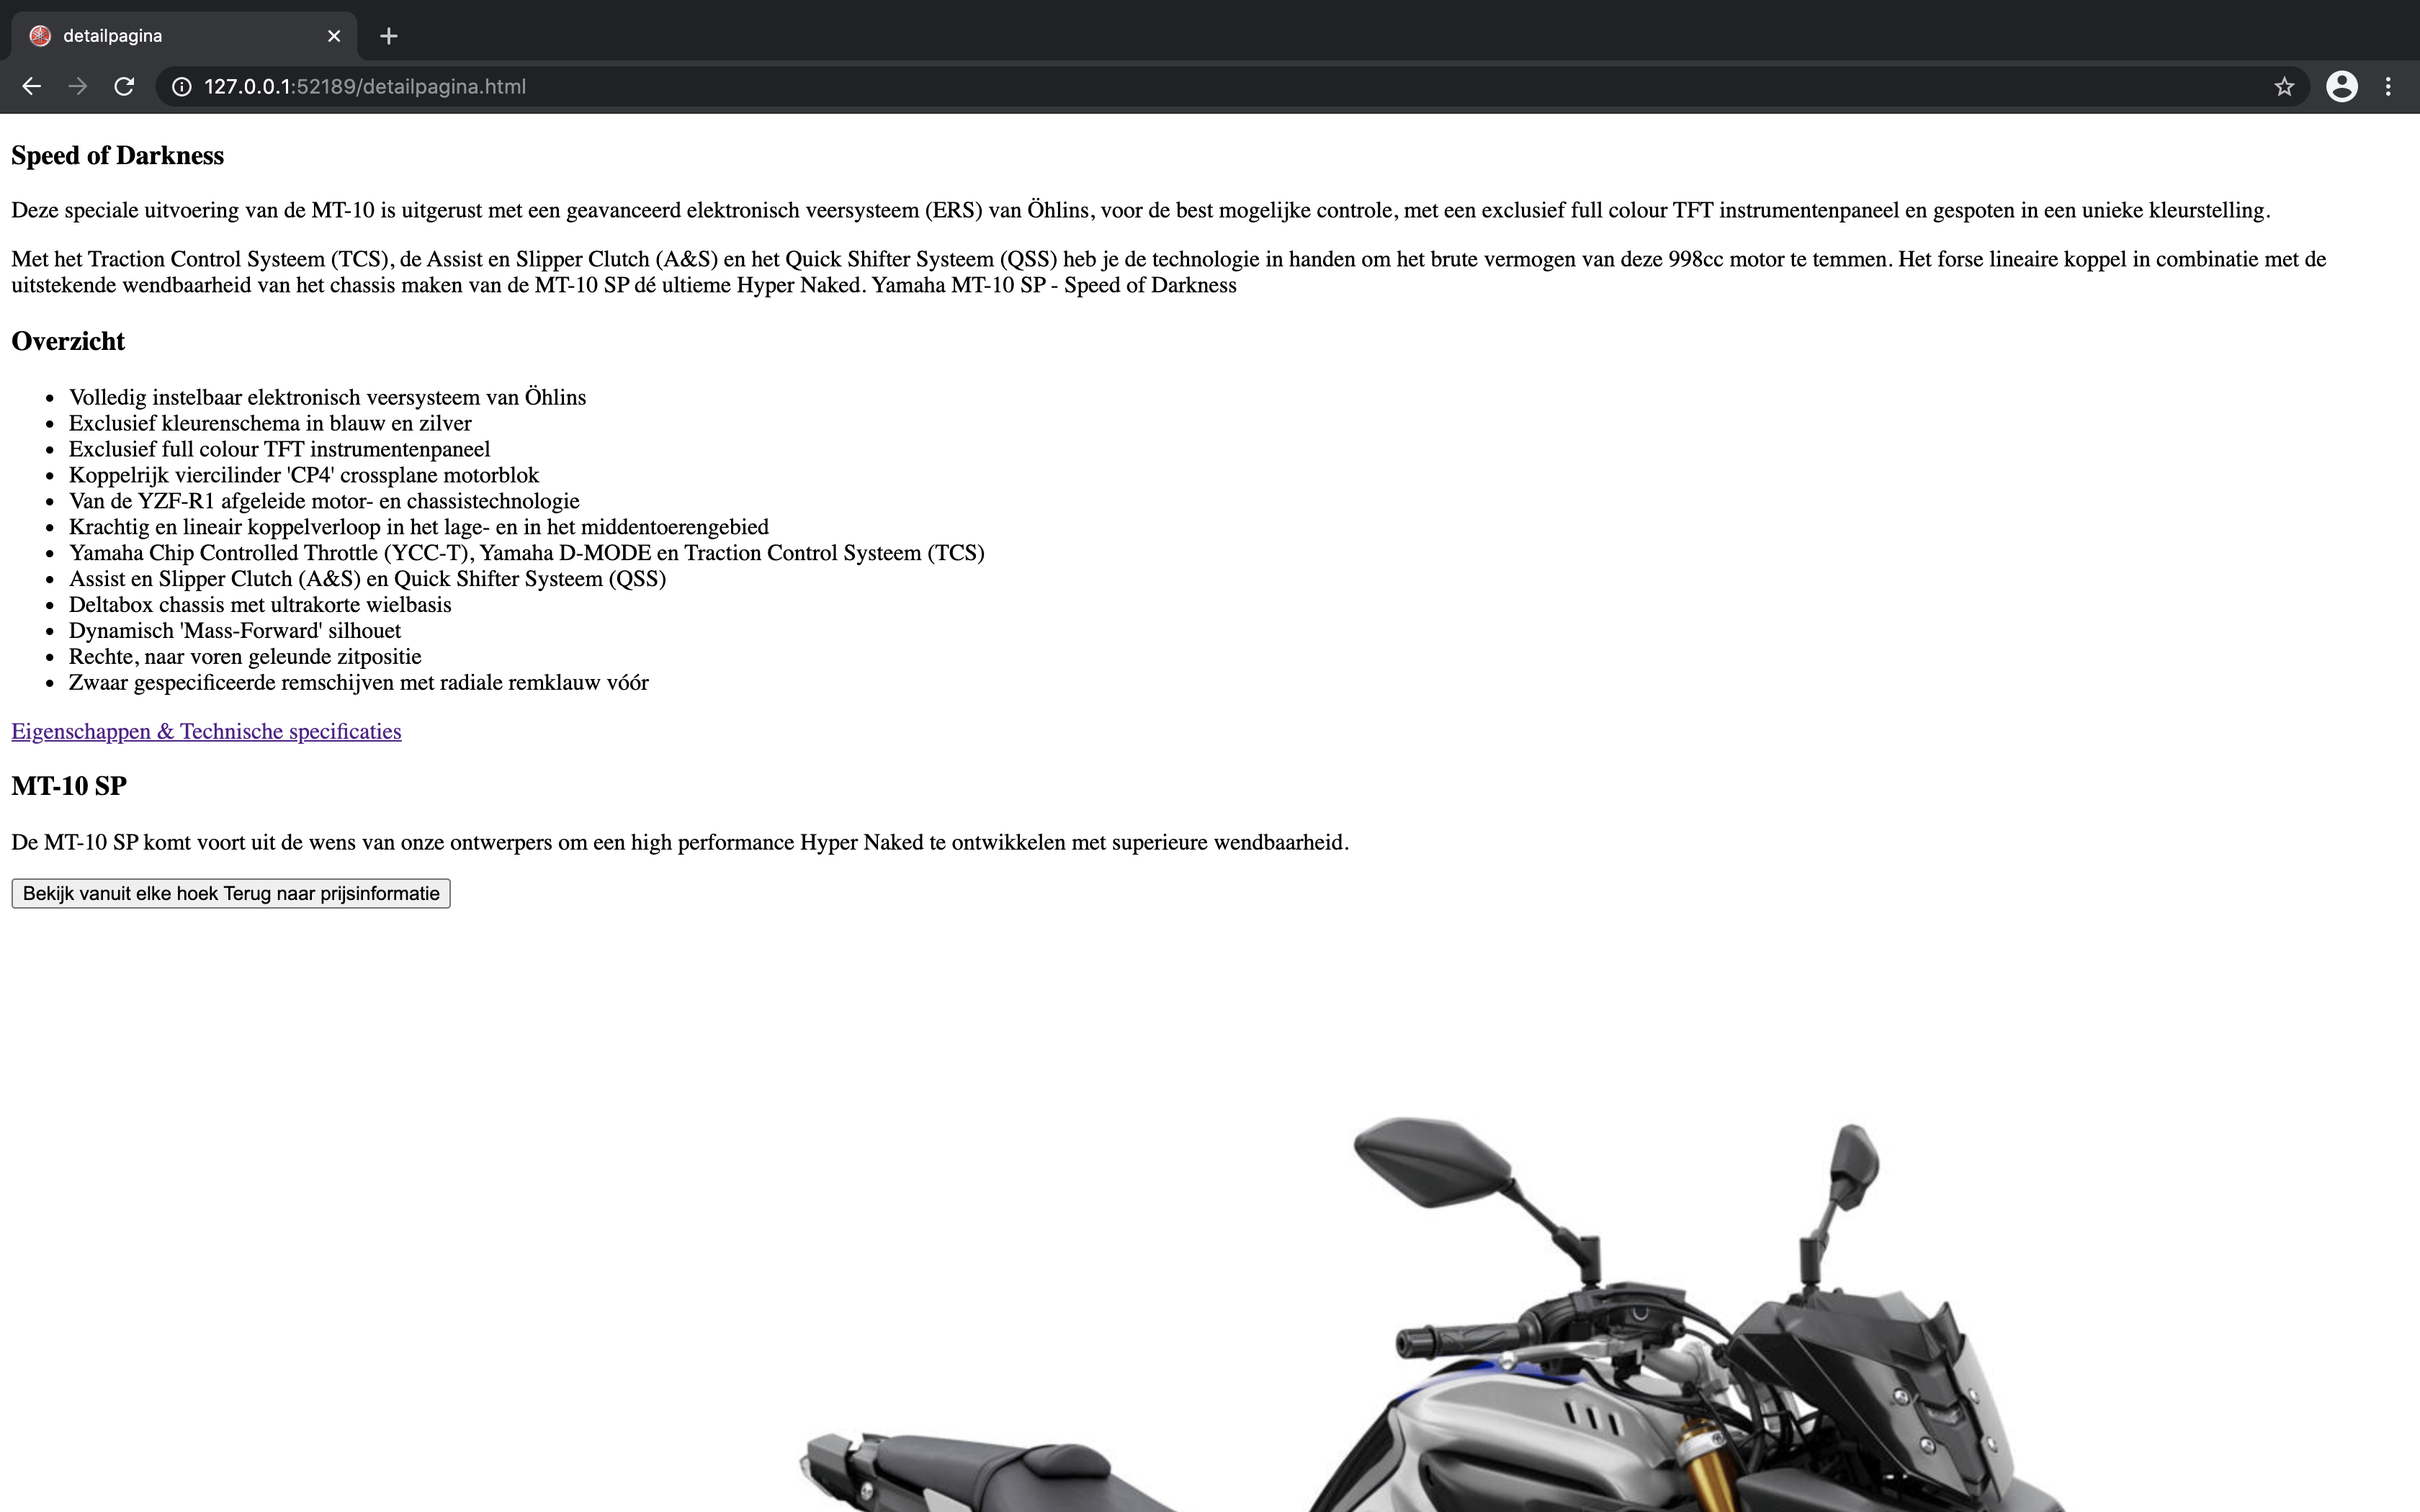 detailpagina
127.0.0.1:52189/detailpagina.html
Speed of Darkness
Deze speciale uitvoering van de MT-10 is uitgerust met een geavanceerd elektronisch veersysteem (ERS) van Öhlins, voor de best mogelijke controle, met een exclusief full colour TFT instrumentenpaneel en gespoten in een unieke kleurstelling.
Met het Traction Control Systeem (TCS), de Assist en Slipper Clutch (A&S) en het Quick Shifter Systeem (QSS) heb je de technologie in handen om het brute vermogen van deze 998cc motor te temmen. Het forse lineaire koppel in combinatie met de
uitstekende wendbaarheid van het chassis maken van de MT-10 SP dé ultieme Hyper Naked. Yamaha MT-10 SP - Speed of Darkness
Overzicht
• Volledig instelbaar elektronisch veersysteem van Öhlins
• Exclusief kleurenschema in blauw en zilver
• Exclusief full colour TFT instrumentenpaneel
• Koppelrijk viercilinder 'CP4' crossplane motorblok
• Van de YZF-R1 afgeleide motor- en chassistechnologie
• Krachtig en lineair koppelverloop in het lage- en in het middentoerengebied
• Yamaha Chip Controlled Throttle (YCC-T), Yamaha D-MODE en Traction Control Systeem (TCS)
• Assist en Slipper Clutch (A&S) en Quick Shifter Systeem (QSS)
• Deltabox chassis met ultrakorte wielbasis
• Dynamisch 'Mass-Forward' silhouet
• Rechte, naar voren geleunde zitpositie
• Zwaar gespecificeerde remschijven met radiale remklauw vóór
Eigenschappen & Technische specificaties
MT-10 SP
De MT-10 SP komt voort uit de wens van onze ontwerpers om een high performance Hyper Naked te ontwikkelen met superieure wendbaarheid.
Bekijk vanuit elke hoek Terug naar prijsinformatie